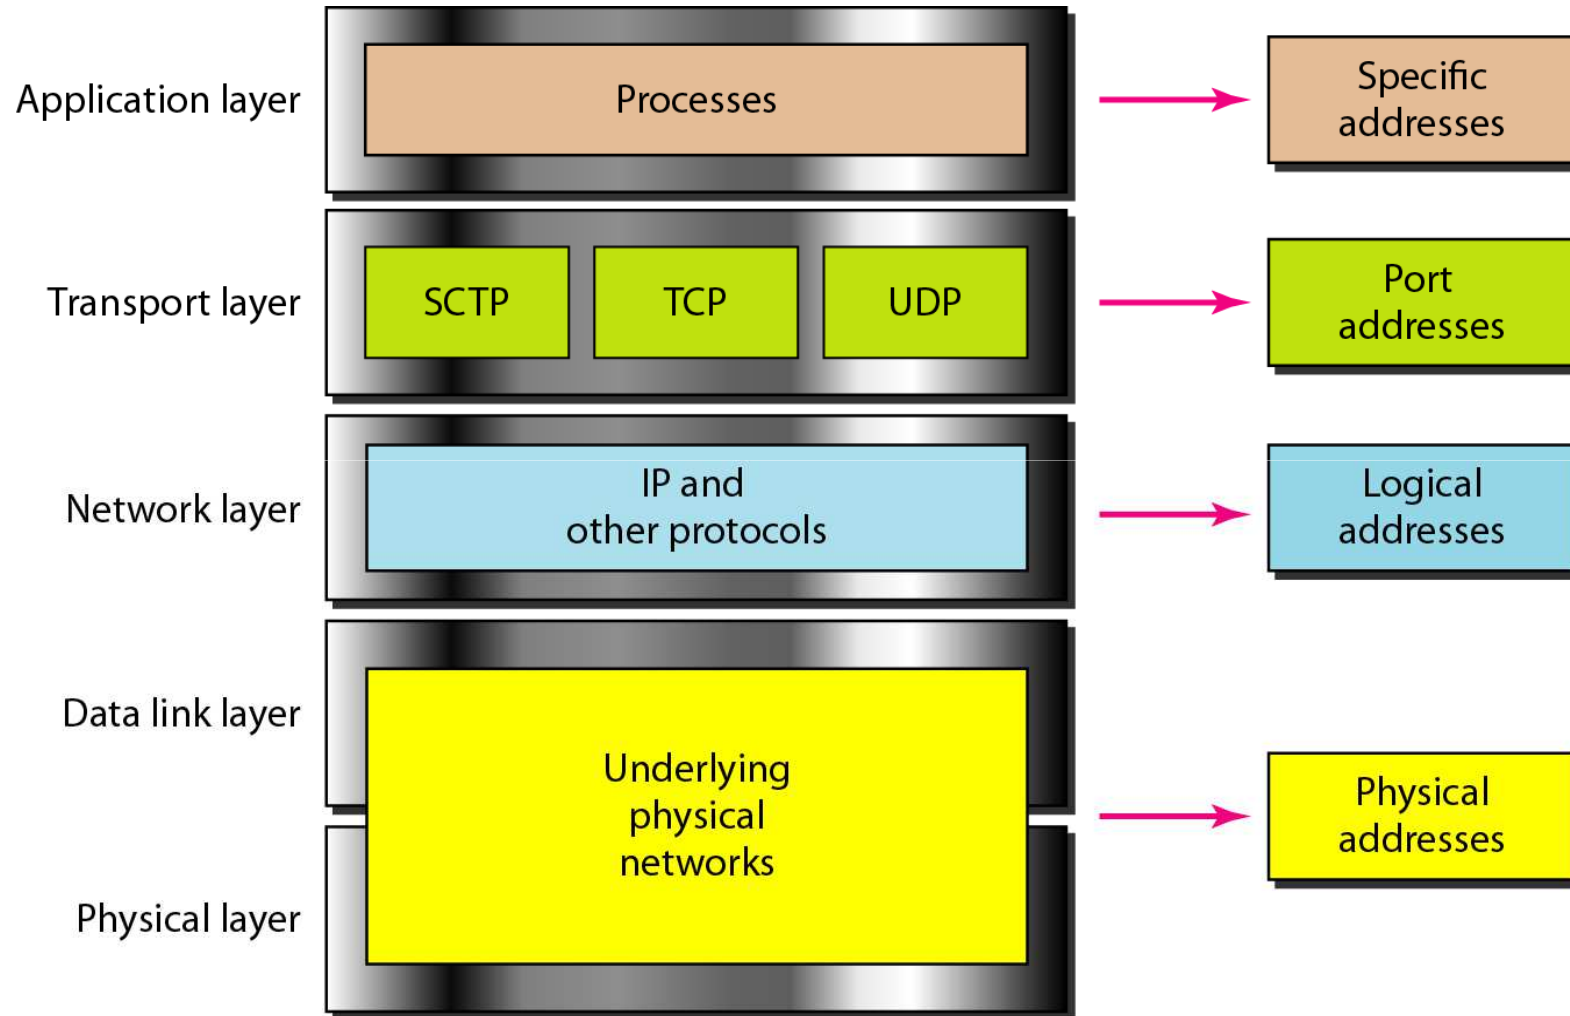 Application layer
Processes
Specific
addresses
Transport layer
SCTP
TCP
UDP
Port
addresses
Network layer
IP and
other protocols
Logical
addresses
Data link layer
Underlying
physical
networks
Physical
addresses
Physical layer